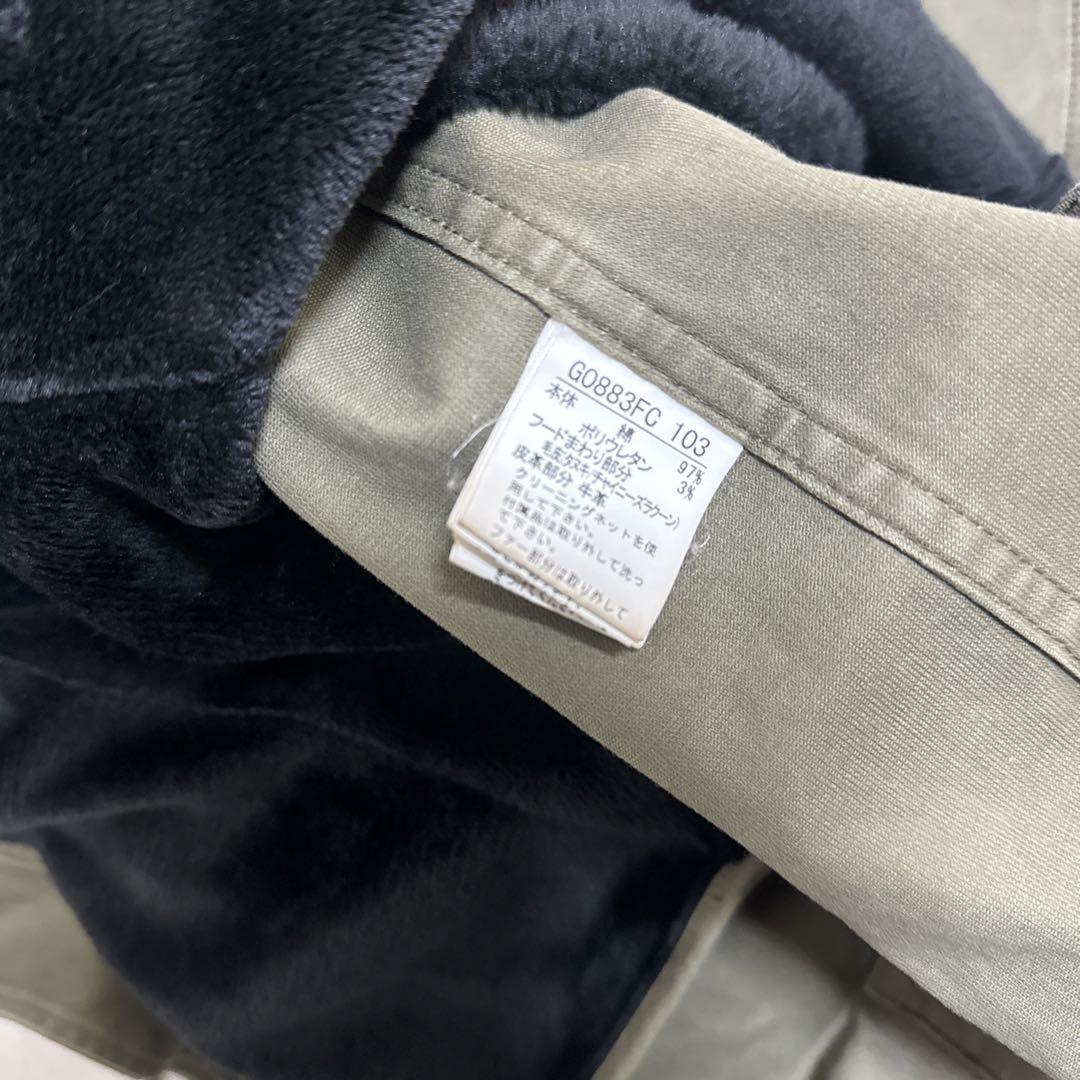 G0883FC 103
本体 綿 97%
ポリウレタン 3%
フードまわり部分
毛皮(タヌキ(チャイニーズラクーン)
皮革部分 牛革
クリーニングネットを使
用して下さい。
付属品は取り外して洗っ
て下さい。
ファー部分は取り外して